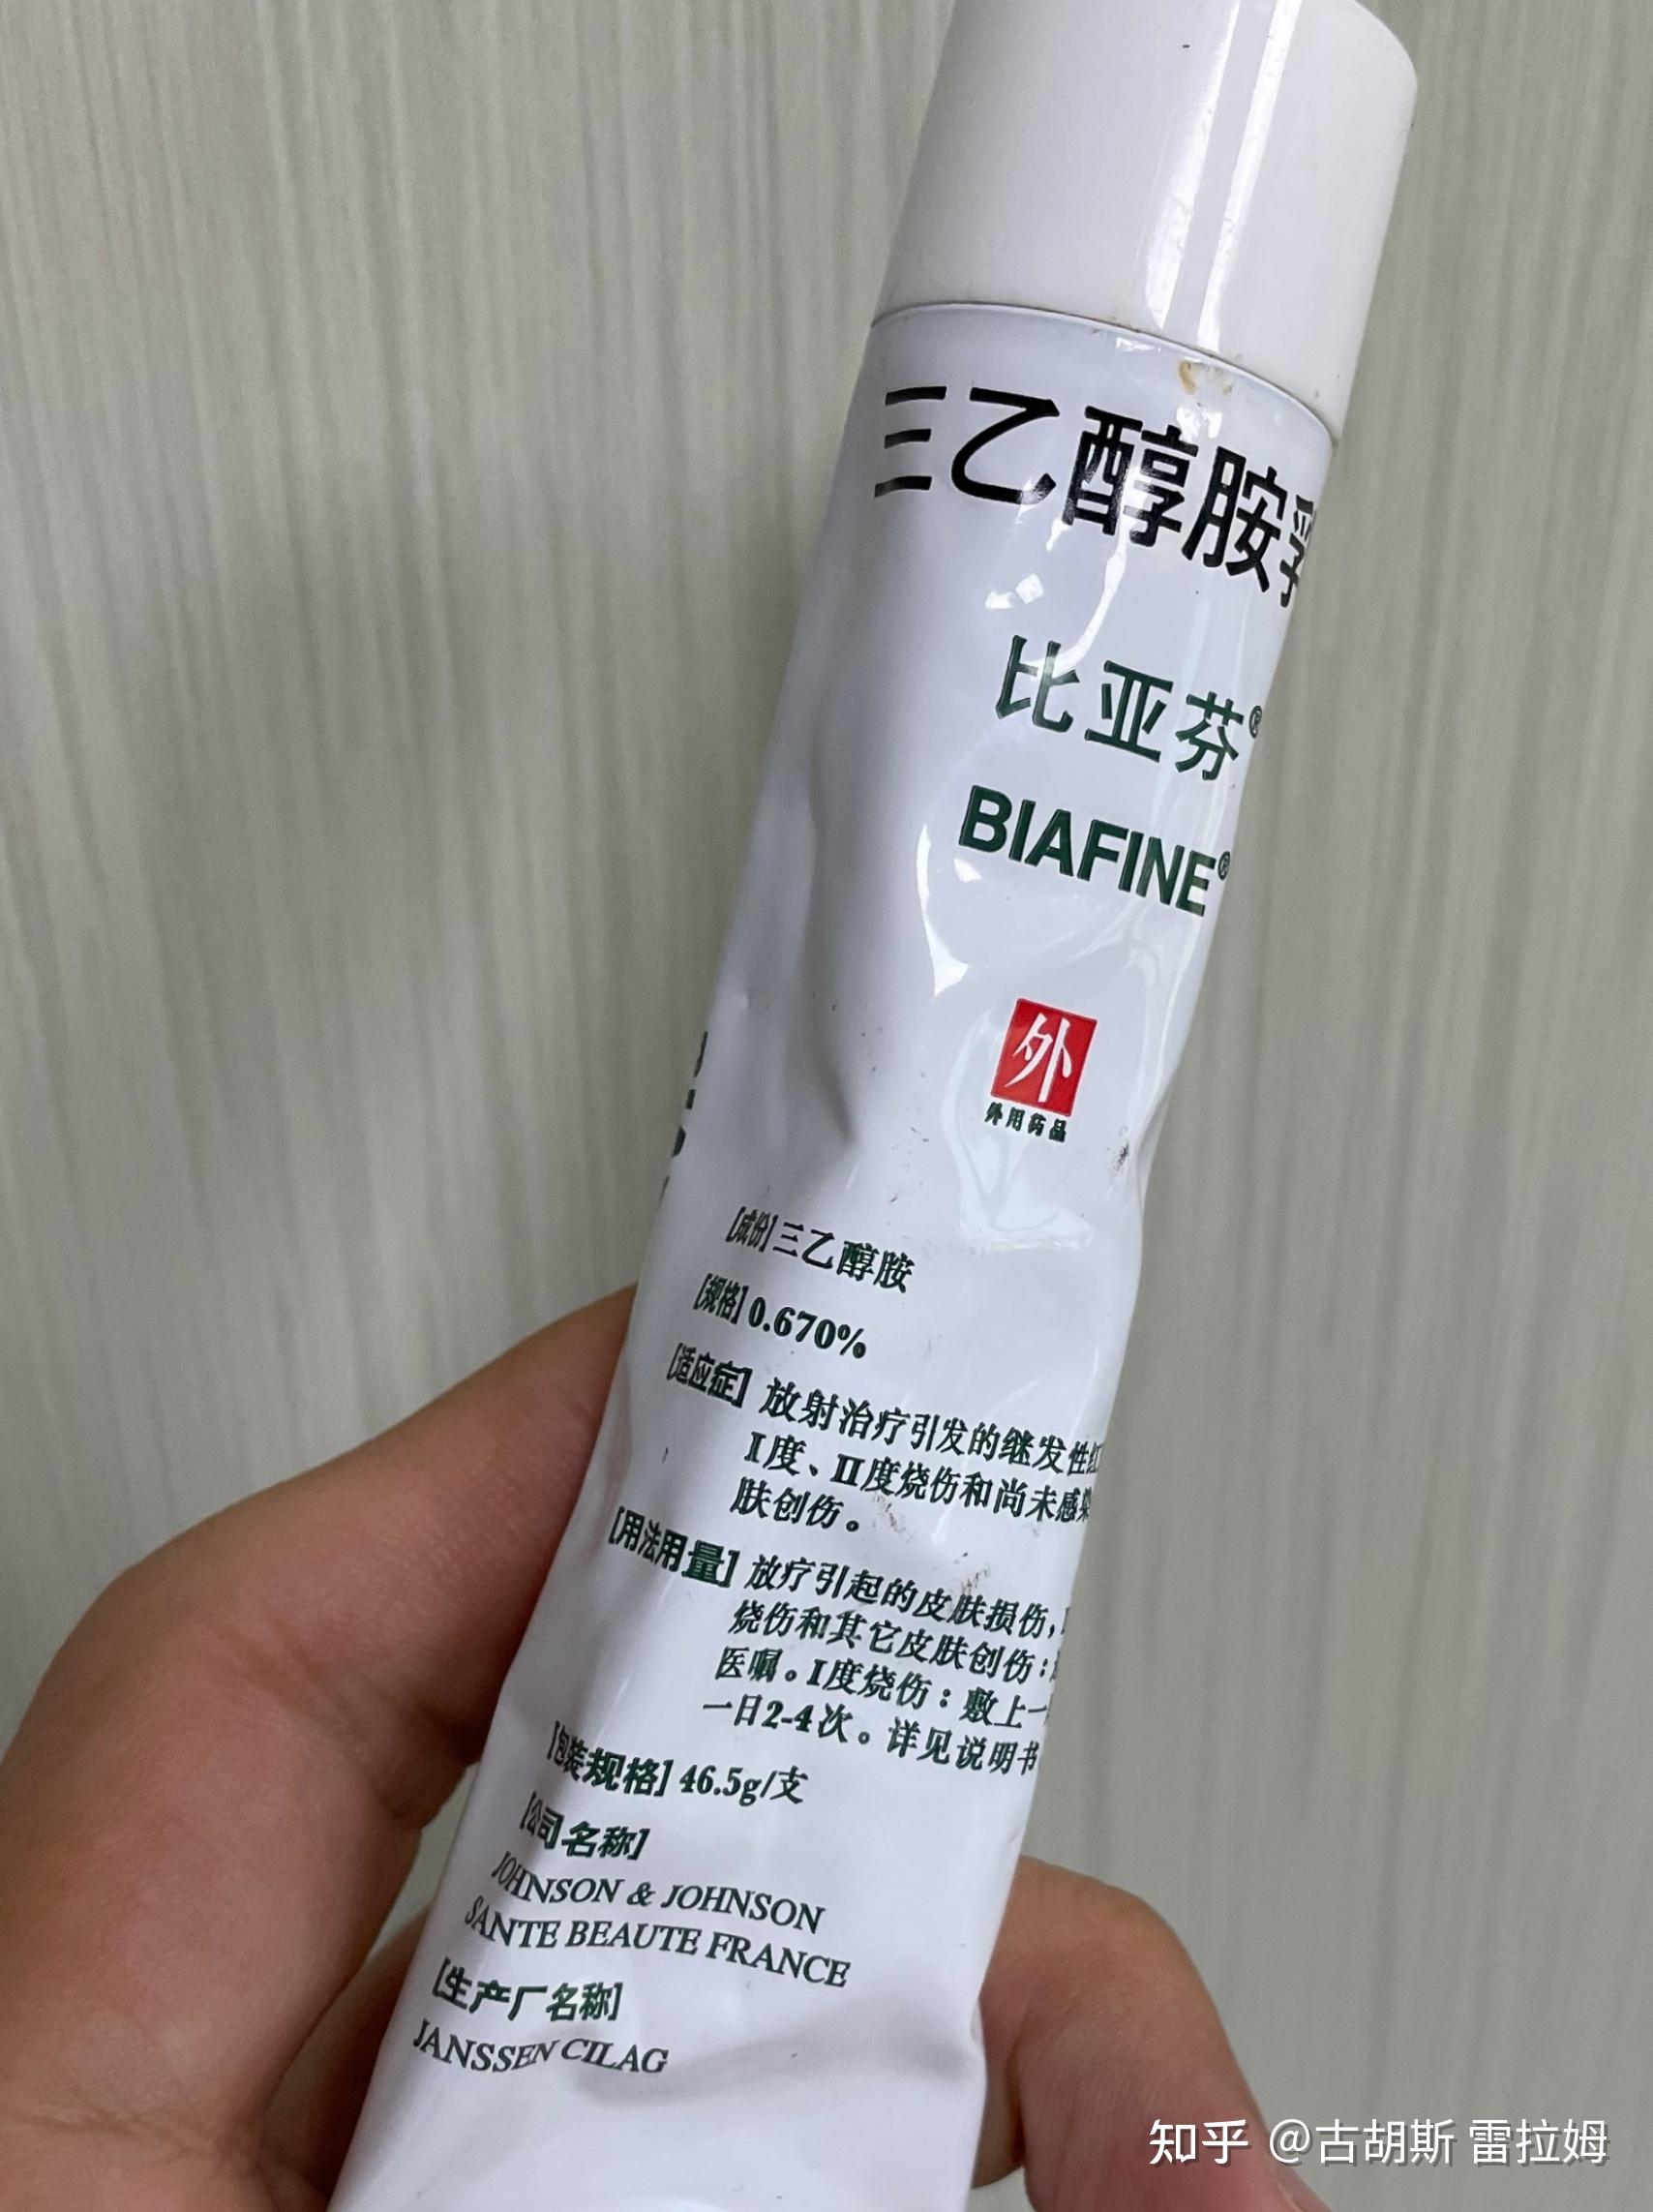 三乙醇胺乳
比亚芬®
BIAFINE®
外
外用药品
[成份]三乙醇胺
[规格]0.670%
[适应症]放射治疗引发的继发性红
I度、II度烧伤和尚未感染
肤创伤。
[用法用量]放疗引起的皮肤损伤,
烧伤和其它皮肤创伤:
医嘱。I度烧伤:敷上一
一日2-4次。详见说明书
[包装规格]46.5g/支
[公司名称]
JOHNSON & JOHNSON
SANTE BEAUTE FRANCE
[生产厂名称]
JANSSEN CILAG
知乎 @古胡斯 雷拉姆